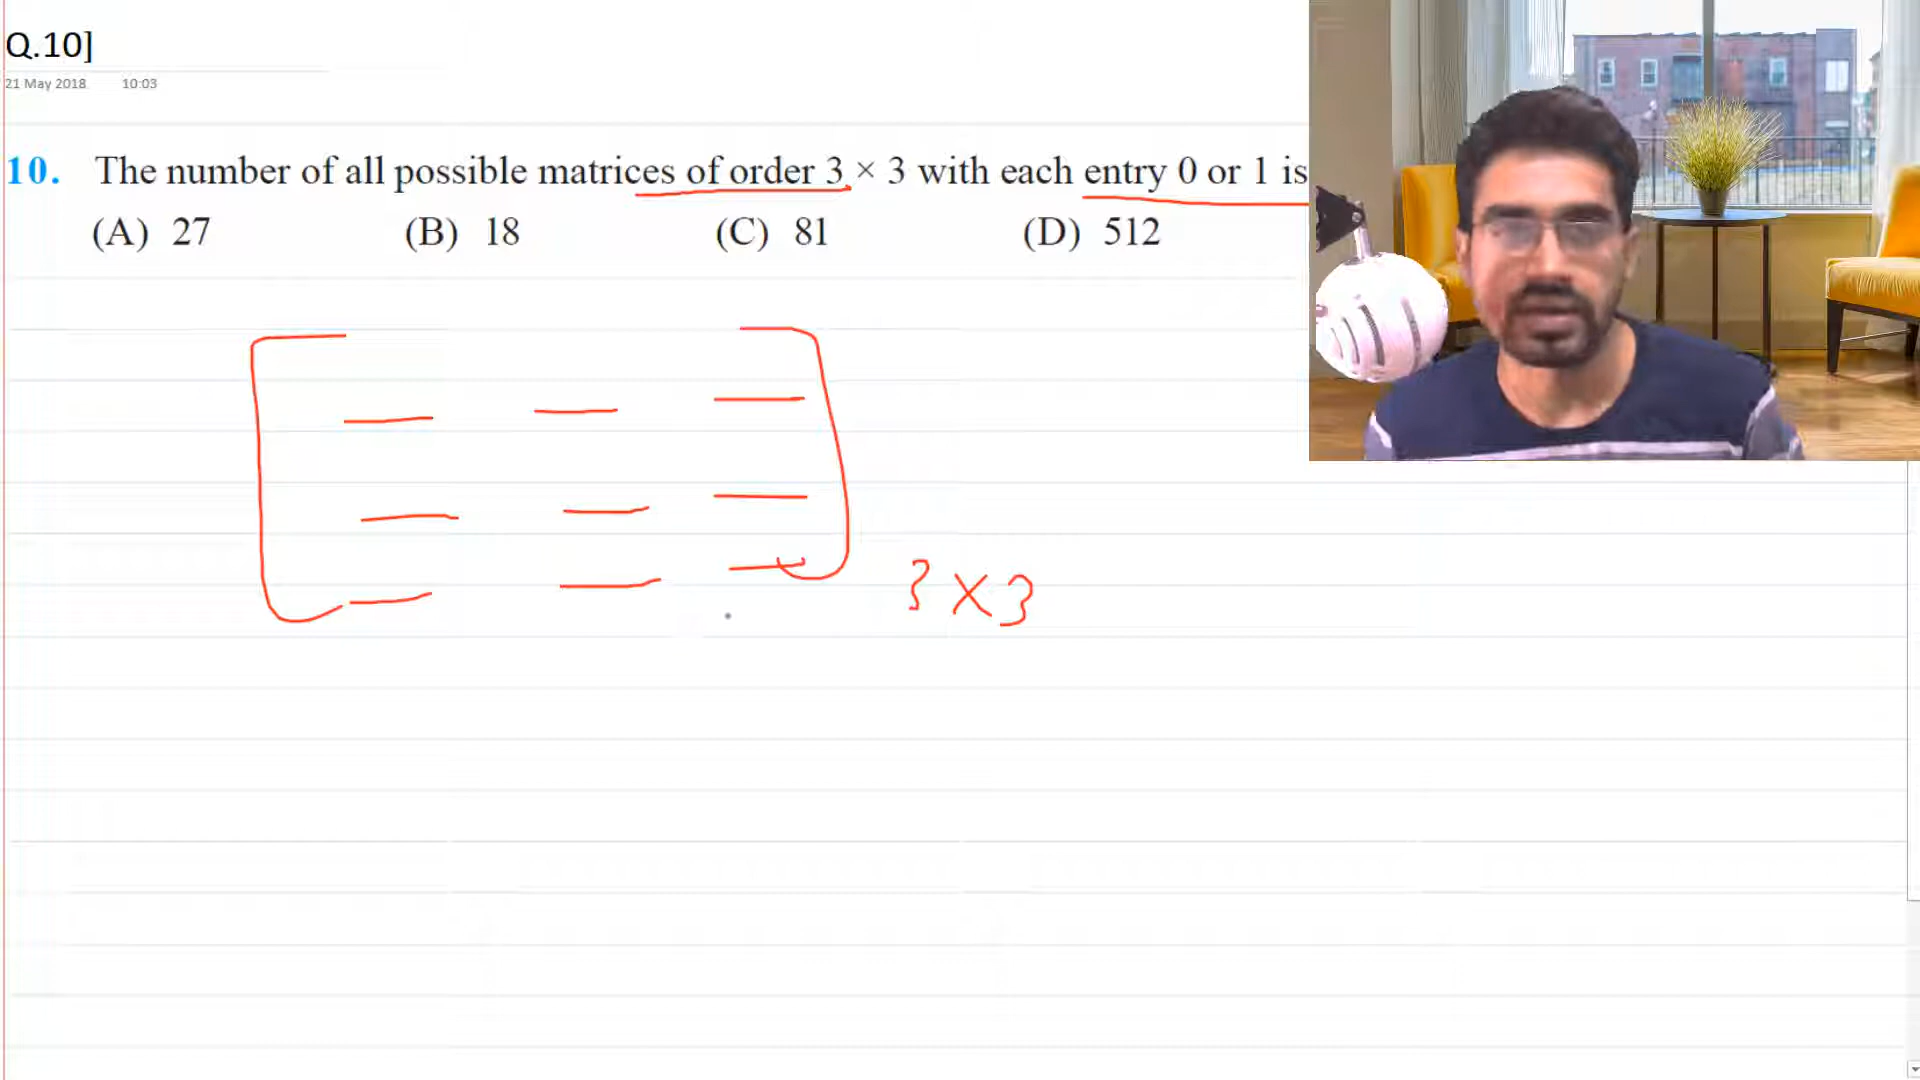 Q.10]
21 May 2018 10:03
10. The number of all possible matrices of order 3 × 3 with each entry 0 or 1 is
(A) 27 (B) 18 (C) 81 (D) 512
3 × 3